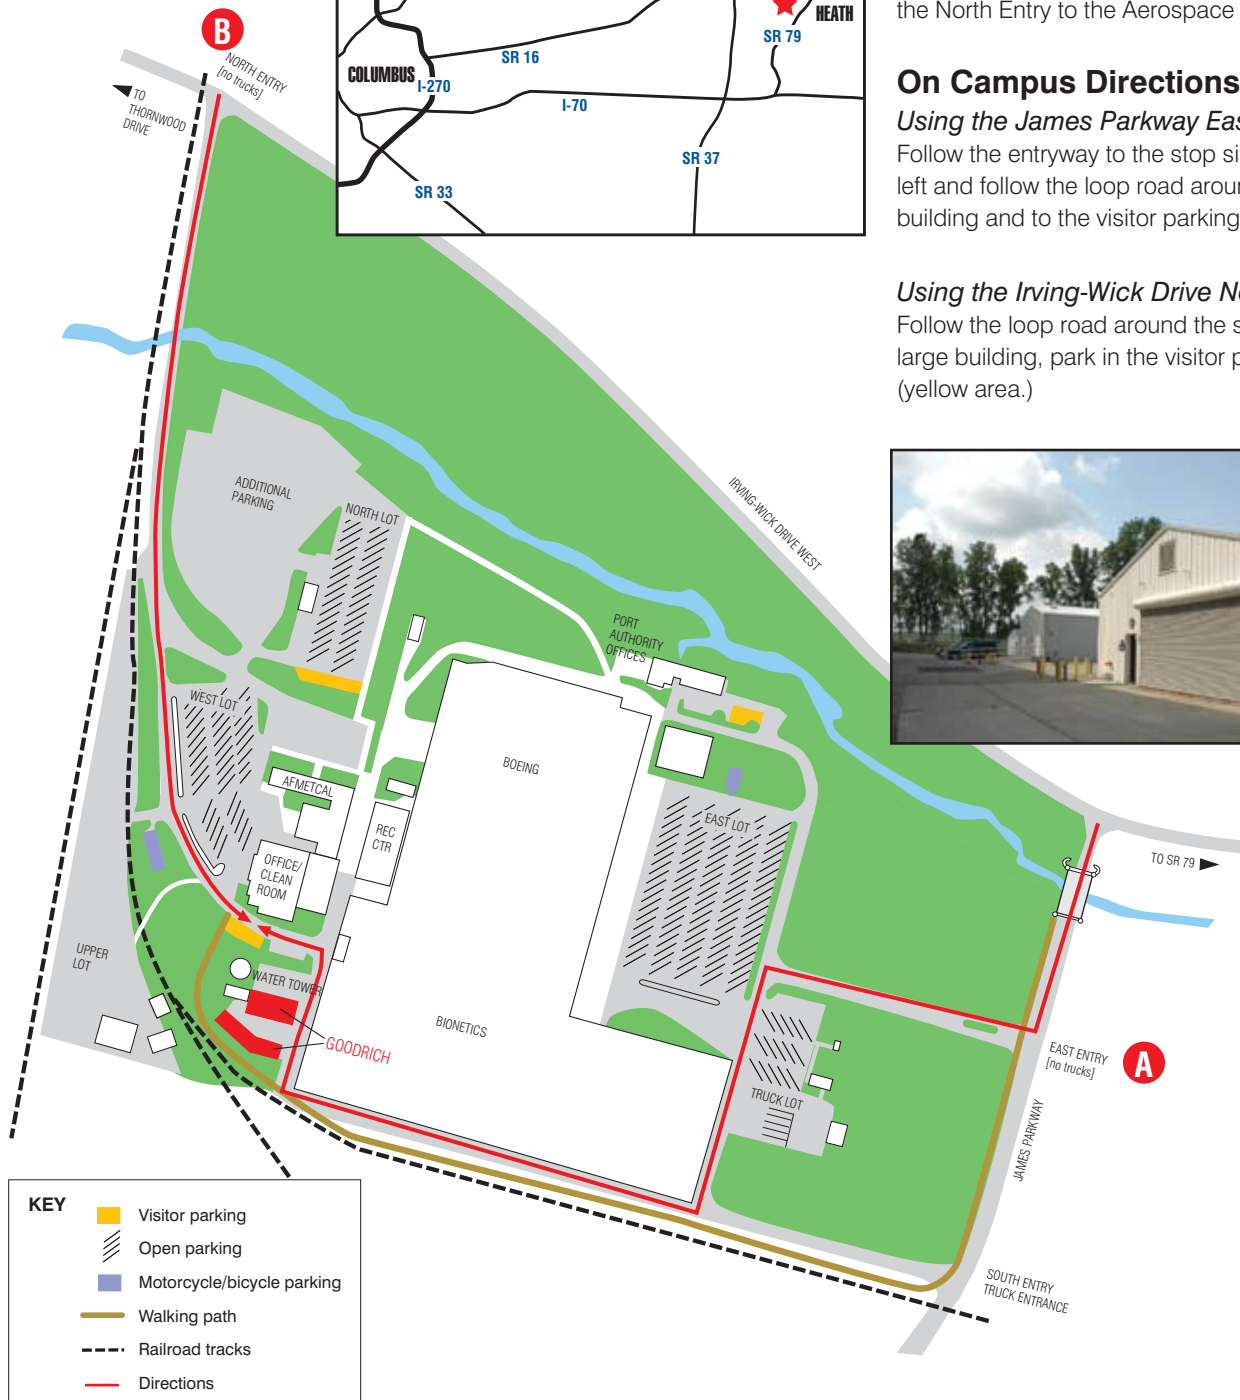 B
NORTH ENTRY
[no trucks]
TO
THORNWOOD
DRIVE
HEATH
SR 79
SR 16
COLUMBUS
I-270
I-70
SR 37
SR 33
the North Entry to the Aerospace
On Campus Directions
Using the James Parkway Eas
Follow the entryway to the stop si
left and follow the loop road aroun
building and to the visitor parking
Using the Irving-Wick Drive No
Follow the loop road around the s
large building, park in the visitor p
(yellow area.)
ADDITIONAL
PARKING
NORTH LOT
IRVING-WICK DRIVE WEST
PORT
AUTHORITY
OFFICES
WEST LOT
BOEING
AFMETCAL
REC
CTR
EAST LOT
OFFICE/
CLEAN
ROOM
TO SR 79
UPPER
LOT
WATER TOWER
BIONETICS
GOODRICH
EAST ENTRY
[no trucks]
A
TRUCK LOT
JAMES PARKWAY
SOUTH ENTRY
TRUCK ENTRANCE
KEY
Visitor parking
Open parking
Motorcycle/bicycle parking
Walking path
Railroad tracks
Directions